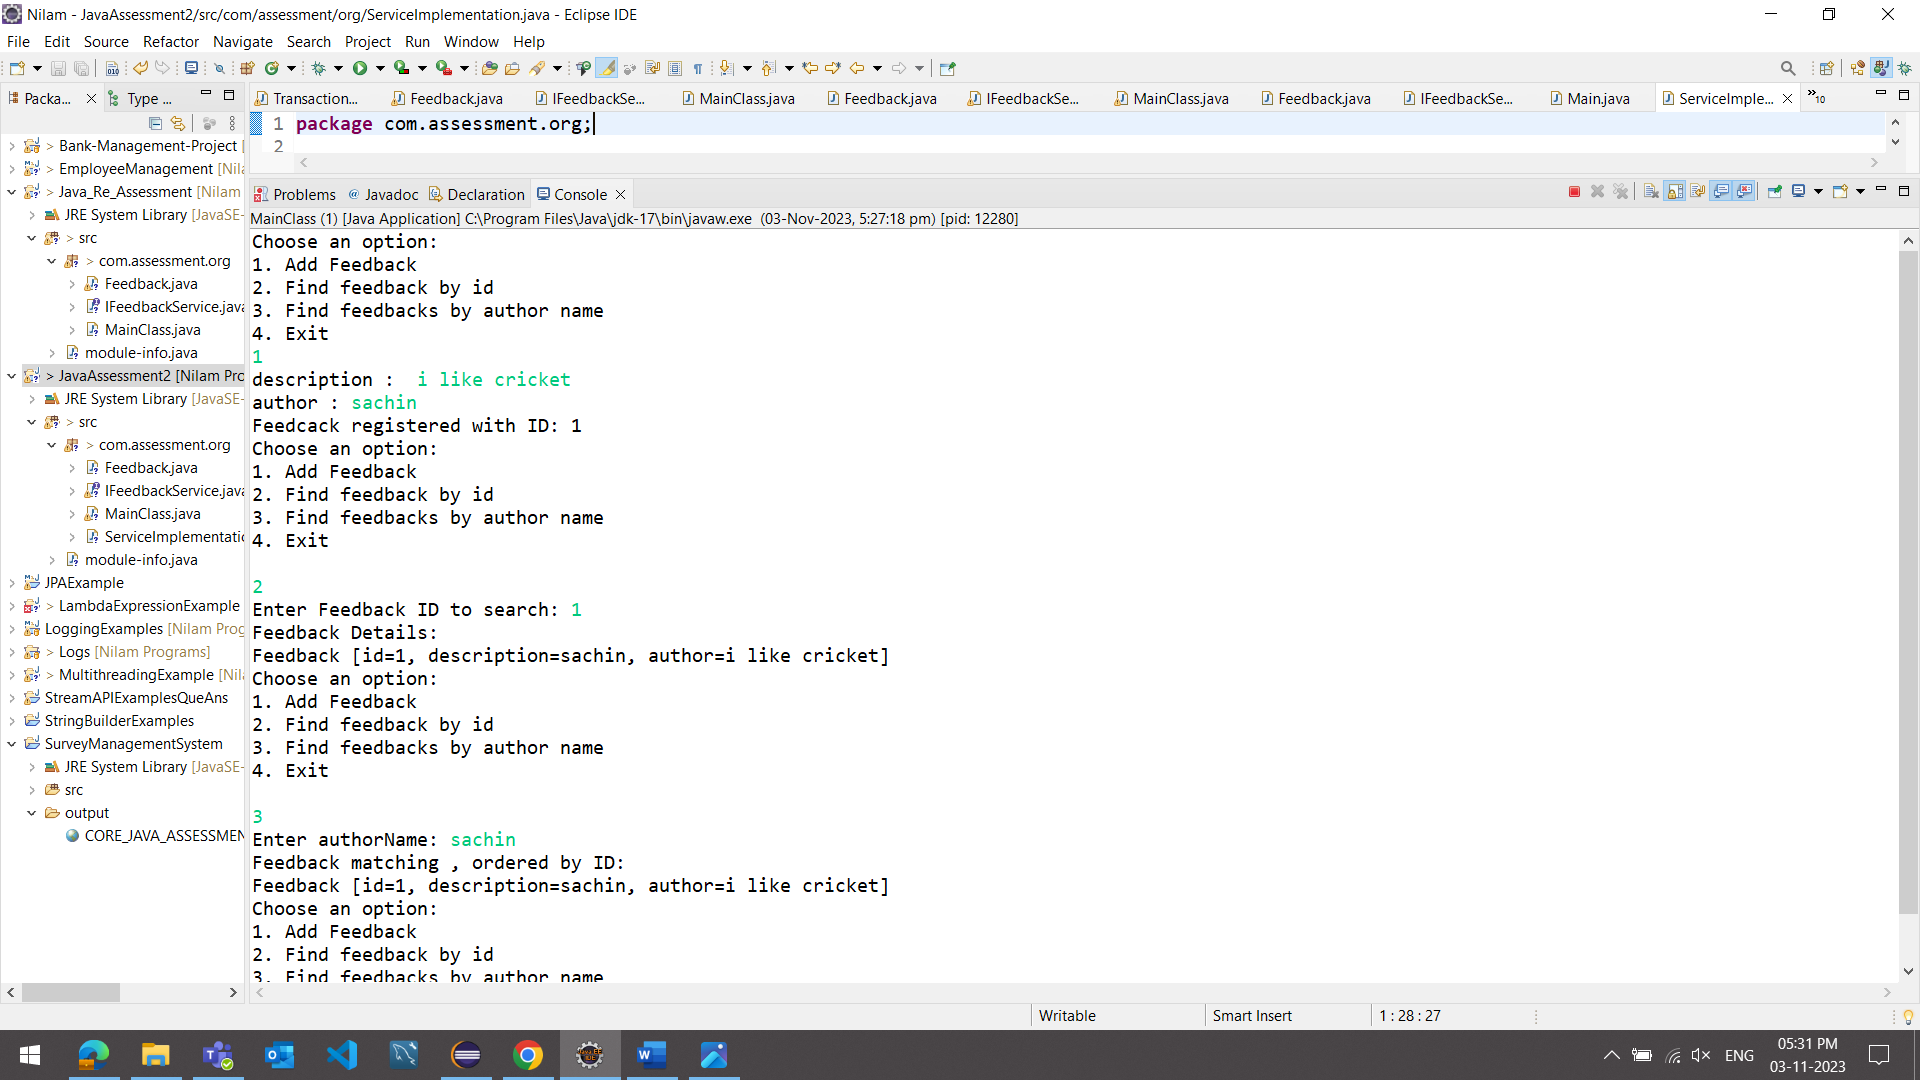 Nilam - JavaAssessment2/src/com/assessment/org/ServiceImplementation.java - Eclipse IDE
File Edit Source Refactor Navigate Search Project Run Window Help
Packa... Type ...
Transaction... Feedback.java IFeedbackSe... MainClass.java Feedback.java IFeedbackSe... MainClass.java Feedback.java IFeedbackSe... Main.java ServiceImple... »10
1 package com.assessment.org;
2
> Bank-Management-Project [
> EmployeeManagement [Nila
> Java_Re_Assessment [Nilam
JRE System Library [JavaSE-
> src
> com.assessment.org
Feedback.java
IFeedbackService.java
MainClass.java
module-info.java
> JavaAssessment2 [Nilam Pro
JRE System Library [JavaSE-
> src
> com.assessment.org
Feedback.java
IFeedbackService.java
MainClass.java
ServiceImplementatio
module-info.java
JPAExample
> LambdaExpressionExample
LoggingExamples [Nilam Prog
> Logs [Nilam Programs]
> MultithreadingExample [Nila
StreamAPIExamplesQueAns
StringBuilderExamples
SurveyManagementSystem
JRE System Library [JavaSE-
src
output
CORE_JAVA_ASSESSMEN
Problems @ Javadoc Declaration Console
MainClass (1) [Java Application] C:\Program Files\Java\jdk-17\bin\javaw.exe (03-Nov-2023, 5:27:18 pm) [pid: 12280]
Choose an option:
1. Add Feedback
2. Find feedback by id
3. Find feedbacks by author name
4. Exit
1
description :  i like cricket
author : sachin
Feedcack registered with ID: 1
Choose an option:
1. Add Feedback
2. Find feedback by id
3. Find feedbacks by author name
4. Exit
2
Enter Feedback ID to search: 1
Feedback Details:
Feedback [id=1, description=sachin, author=i like cricket]
Choose an option:
1. Add Feedback
2. Find feedback by id
3. Find feedbacks by author name
4. Exit
3
Enter authorName: sachin
Feedback matching , ordered by ID:
Feedback [id=1, description=sachin, author=i like cricket]
Choose an option:
1. Add Feedback
2. Find feedback by id
3. Find feedbacks by author name
Writable Smart Insert 1 : 28 : 27
ENG
05:31 PM
03-11-2023